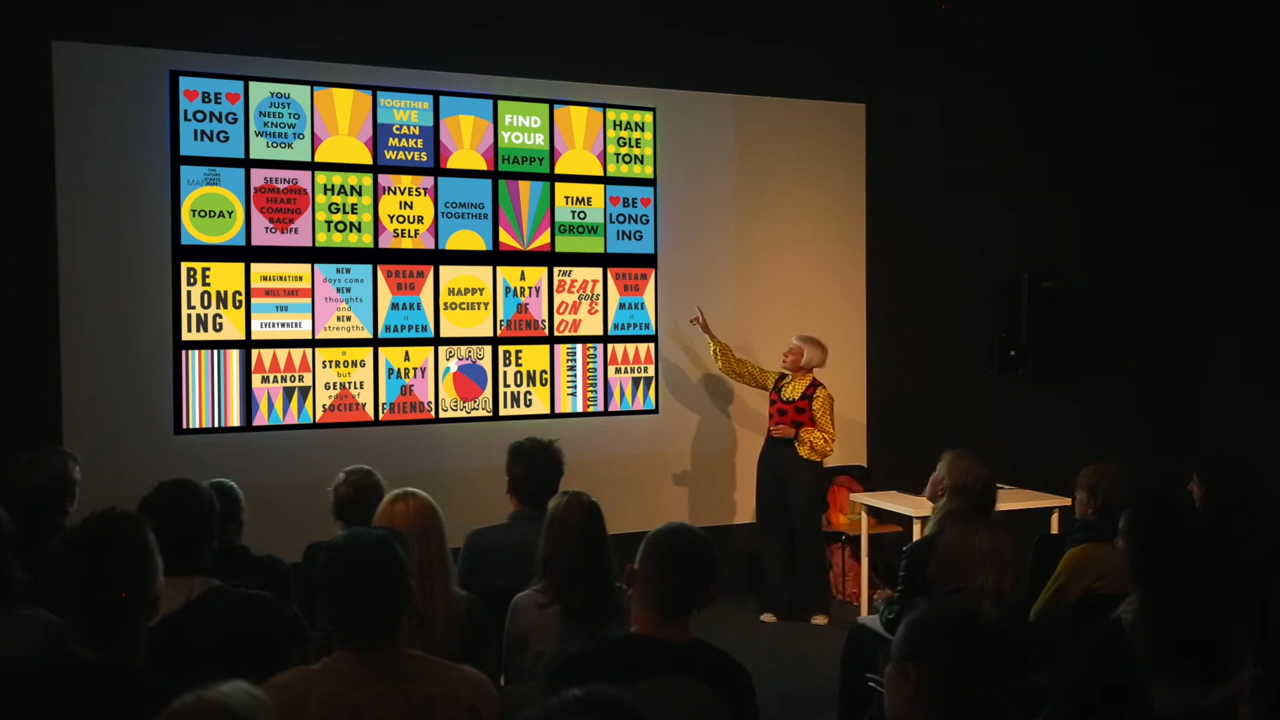 BE
LONG
ING
YOU
JUST
NEED TO
KNOW
WHERE TO
LOOK
TOGETHER
WE
CAN
MAKE
WAVES
FIND
YOUR
HAPPY
HAN
GLE
TON
THE
FUTURE
STARTS
TODAY
SEEING
SOMEONES
HEART
COMING
BACK
TO LIFE
HAN
GLE
TON
INVEST
IN
YOUR
SELF
COMING
TOGETHER
TIME
TO
GROW
BE
LONG
ING
BE
LONG
ING
IMAGINATION
WILL TAKE
YOU
EVERYWHERE
NEW
days come
NEW
thoughts
and
NEW
strengths
DREAM
BIG
MAKE
it
HAPPEN
HAPPY
SOCIETY
A
PARTY
OF
FRIENDS
THE
BEAT
GOES
ON &
ON
DREAM
BIG
MAKE
it
HAPPEN
MANOR
a
STRONG
but
GENTLE
edge of
SOCIETY
A
PARTY
OF
FRIENDS
PLAY
LEARN
BE
LONG
ING
IDENTITY
COLOURFUL
MANOR